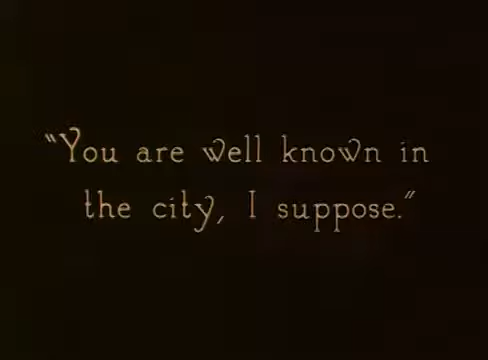 "You are well known in
the city, I suppose."